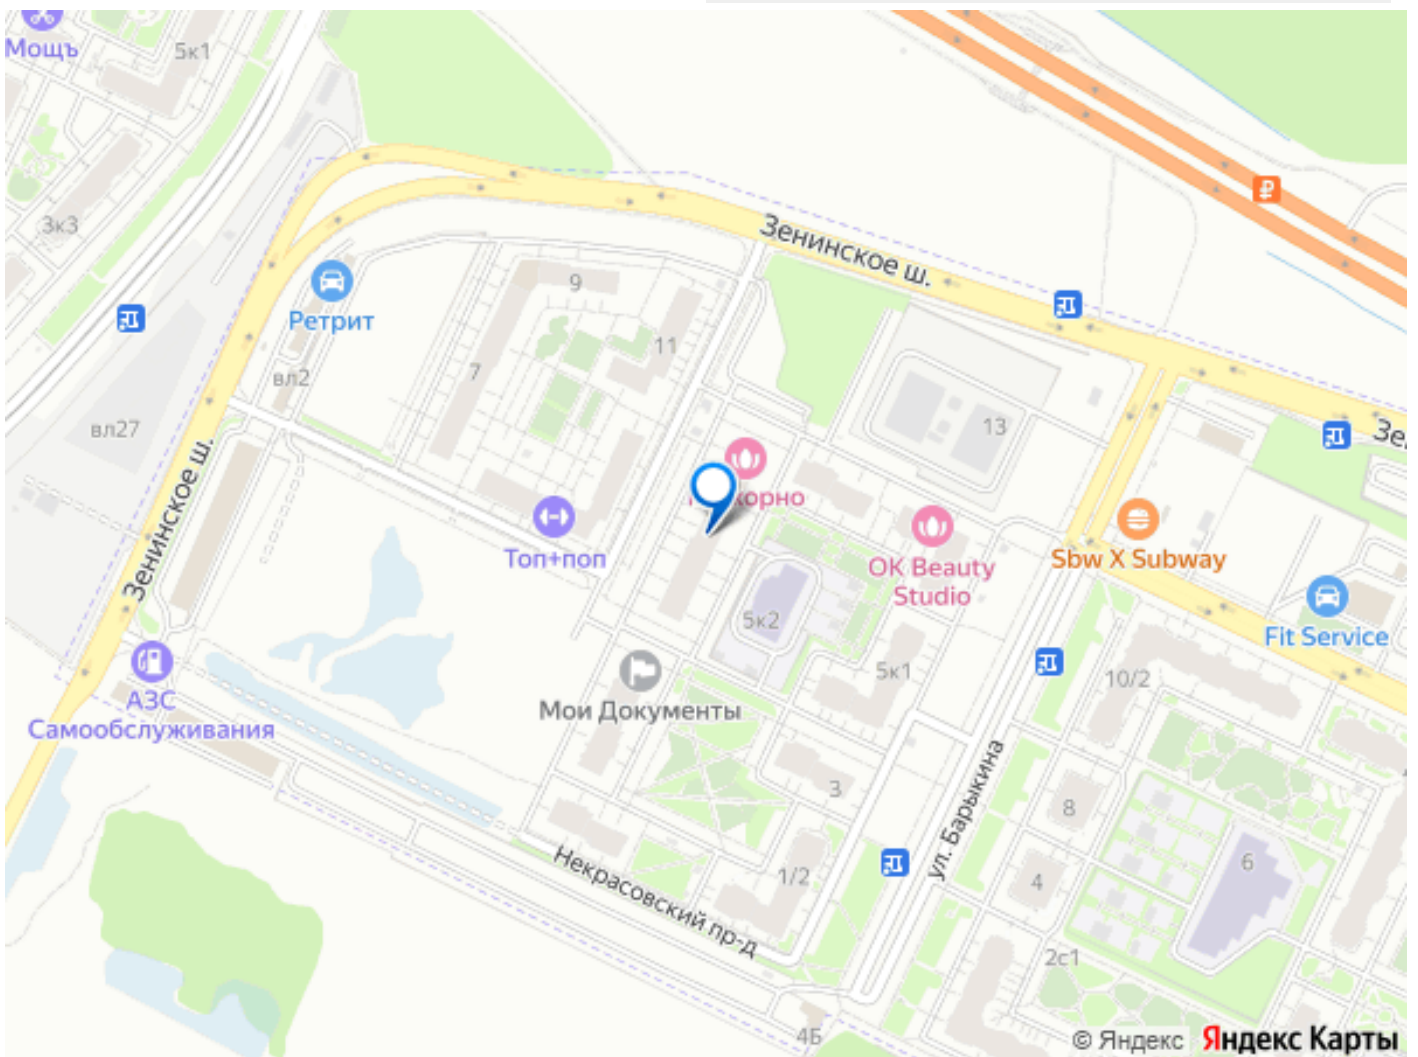 Мощъ
5к1
3к3
Зенинское ш.
9
Ретрит
11
7
вл2
вл27
13
Зе
Зенинское ш.
Топ+поп
OK Beauty
Studio
Sbw X Subway
Fit Service
5к2
5к1
10/2
АЗС
Самообслуживания
Мои Документы
3
8
ул. Барыкина
6
1/2
4
Некрасовский пр-д
2с1
4Б
© Яндекс Яндекс Карты